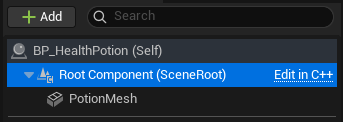 Add Search
BP_HealthPotion (Self)
Root Component (SceneRoot) Edit in C++
PotionMesh